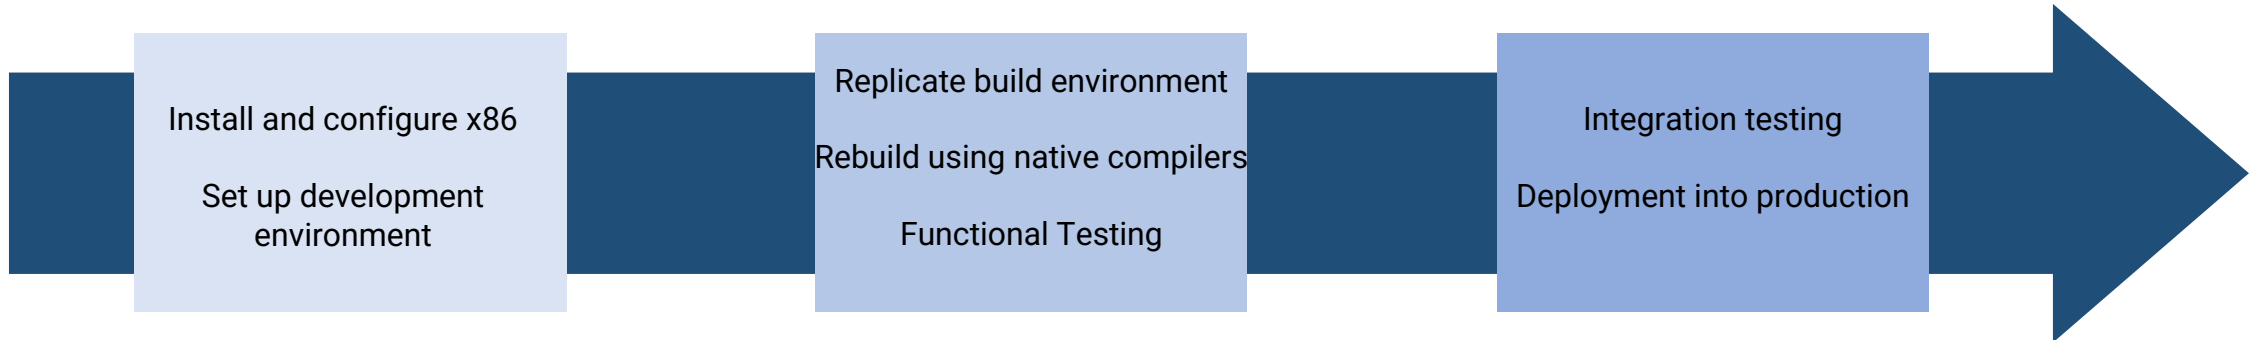 Install and configure x86
Set up development
environment
Replicate build environment
Rebuild using native compilers
Functional Testing
Integration testing
Deployment into production